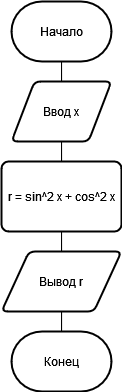 Начало
Ввод x
r = sin^2 x + cos^2 x
Вывод r
Конец